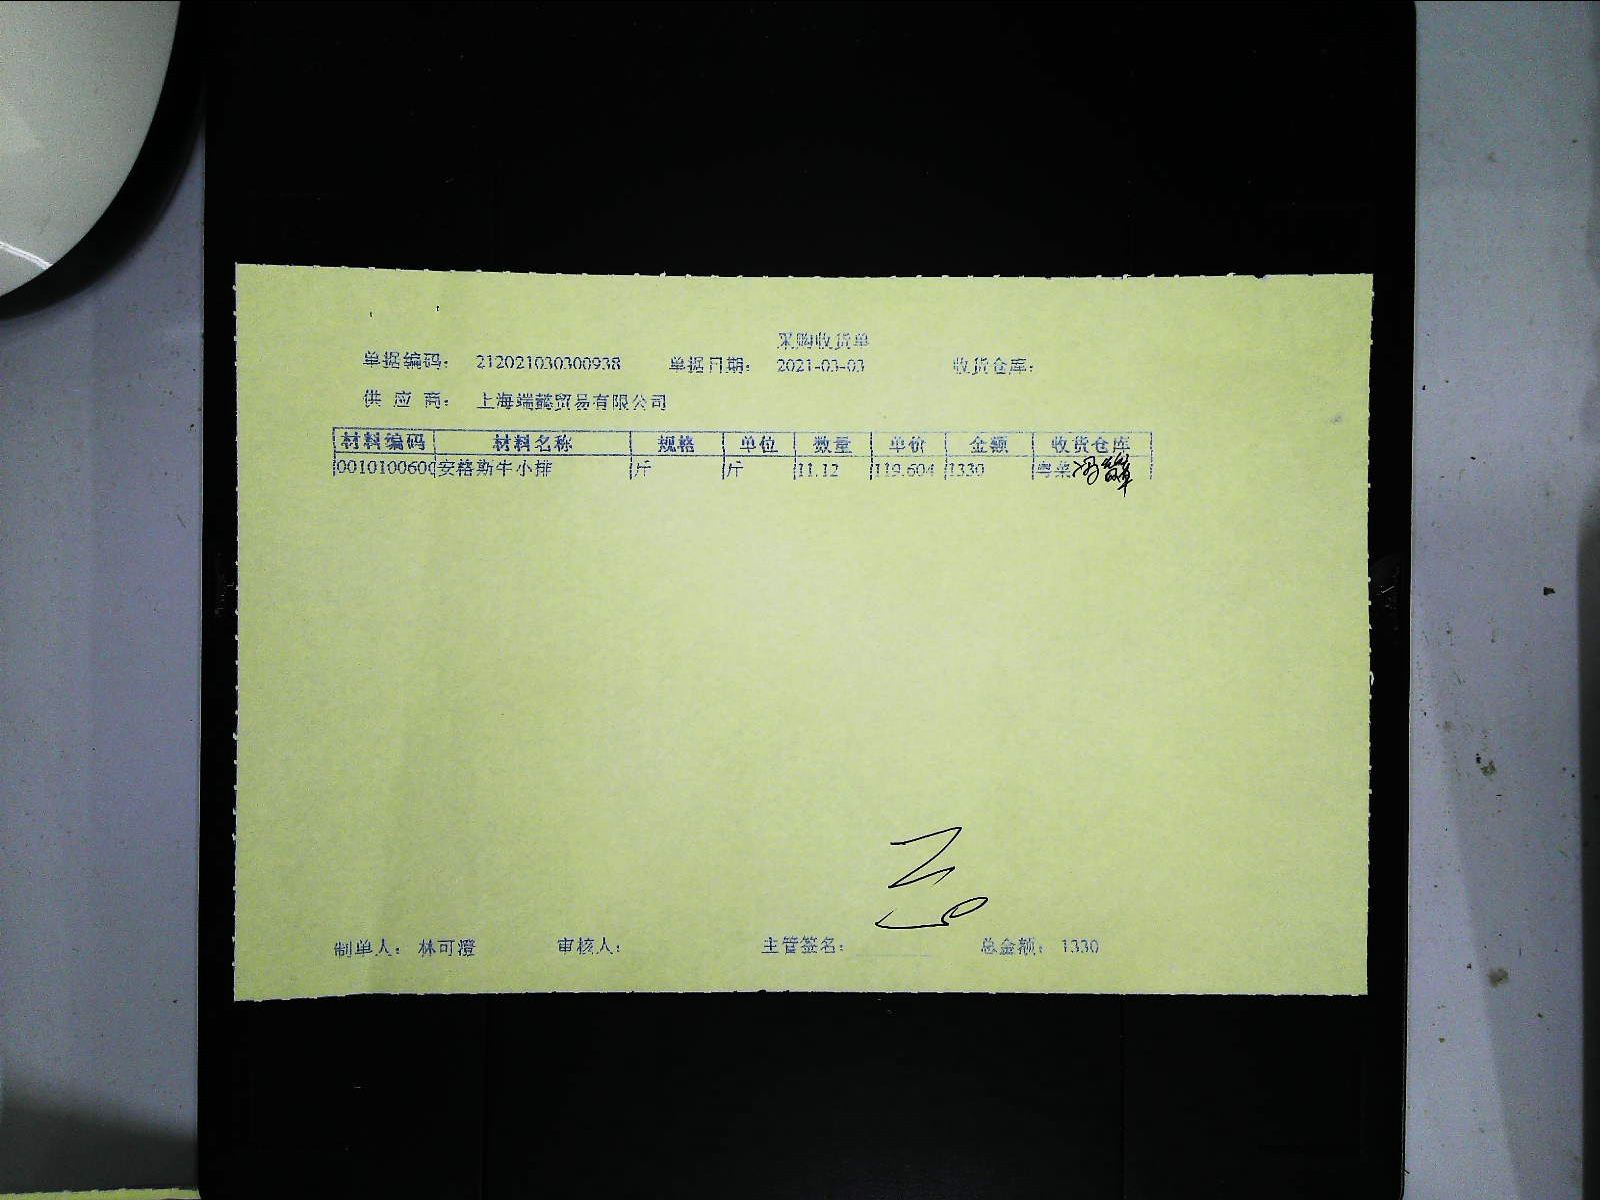 采购收货单
单据编码： 212021030300938 单据日期： 2021-03-03 收货仓库：
供 应 商： 上海端懿贸易有限公司
材料编码 材料名称 规格 单位 数量 单价 金额 收货仓库
0010100600 安格斯牛小排 斤 斤 11.12 119.604 1330 粤菜
制单人： 林可澄 审核人： 主管签名： 总金额： 1330